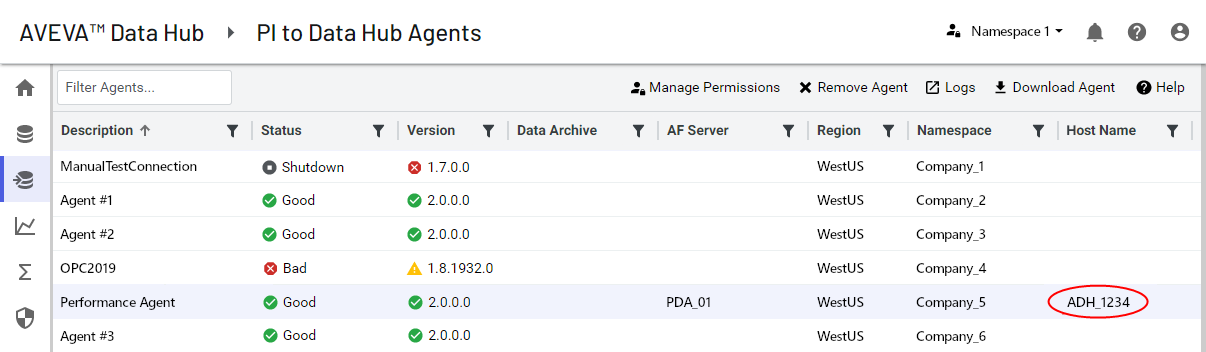 AVEVA™ Data Hub PI to Data Hub Agents Namespace 1
Filter Agents... Manage Permissions Remove Agent Logs Download Agent Help
Description Status Version Data Archive AF Server Region Namespace Host Name
ManualTestConnection Shutdown 1.7.0.0 WestUS Company_1
Agent #1 Good 2.0.0.0 WestUS Company_2
Agent #2 Good 2.0.0.0 WestUS Company_3
OPC2019 Bad 1.8.1932.0 WestUS Company_4
Performance Agent Good 2.0.0.0 PDA_01 WestUS Company_5 ADH_1234
Agent #3 Good 2.0.0.0 WestUS Company_6